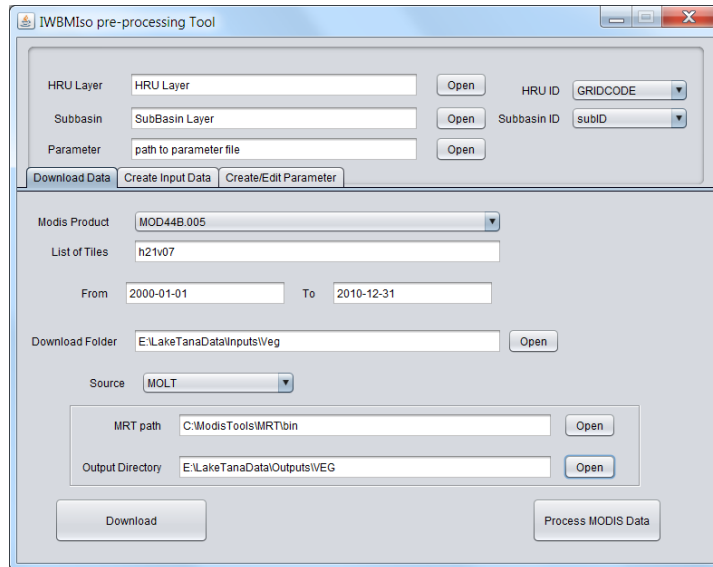 IWBMIso pre-processing Tool
HRU Layer HRU Layer Open HRU ID GRIDCODE
Subbasin SubBasin Layer Open Subbasin ID subID
Parameter path to parameter file Open
Download Data Create Input Data Create/Edit Parameter
Modis Product MOD44B.005
List of Tiles h21v07
From 2000-01-01 To 2010-12-31
Download Folder E:\LakeTanaData\Inputs\Veg Open
Source MOLT
MRT path C:\ModisTools\MRT\bin Open
Output Directory E:\LakeTanaData\Outputs\VEG Open
Download Process MODIS Data